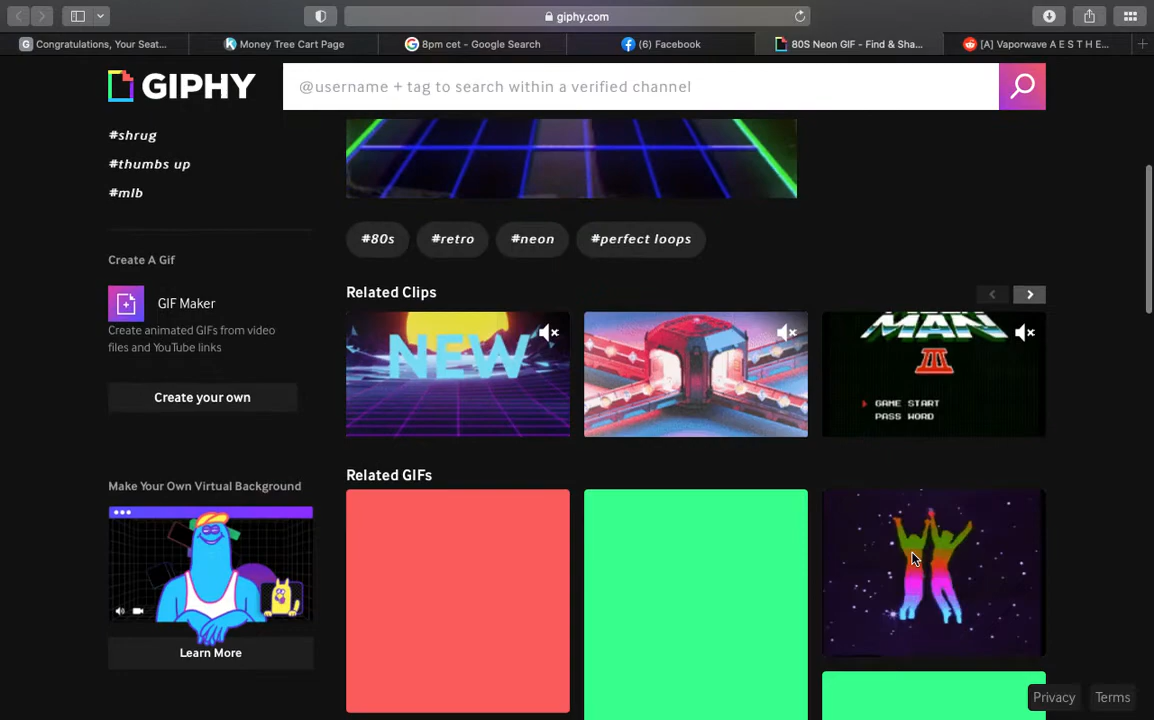 giphy.com
Congratulations, Your Seat...
Money Tree Cart Page
8pm cet - Google Search
(6) Facebook
80S Neon GIF - Find & Sha...
[A] Vaporwave A E S T H E...
GIPHY
@username + tag to search within a verified channel
#shrug
#thumbs up
#mlb
#80s
#retro
#neon
#perfect loops
Create A Gif
GIF Maker
Create animated GIFs from video
files and YouTube links
Create your own
Related Clips
NEW
MAN
III
GAME START
PASS WORD
Related GIFs
Make Your Own Virtual Background
Learn More
Privacy
Terms